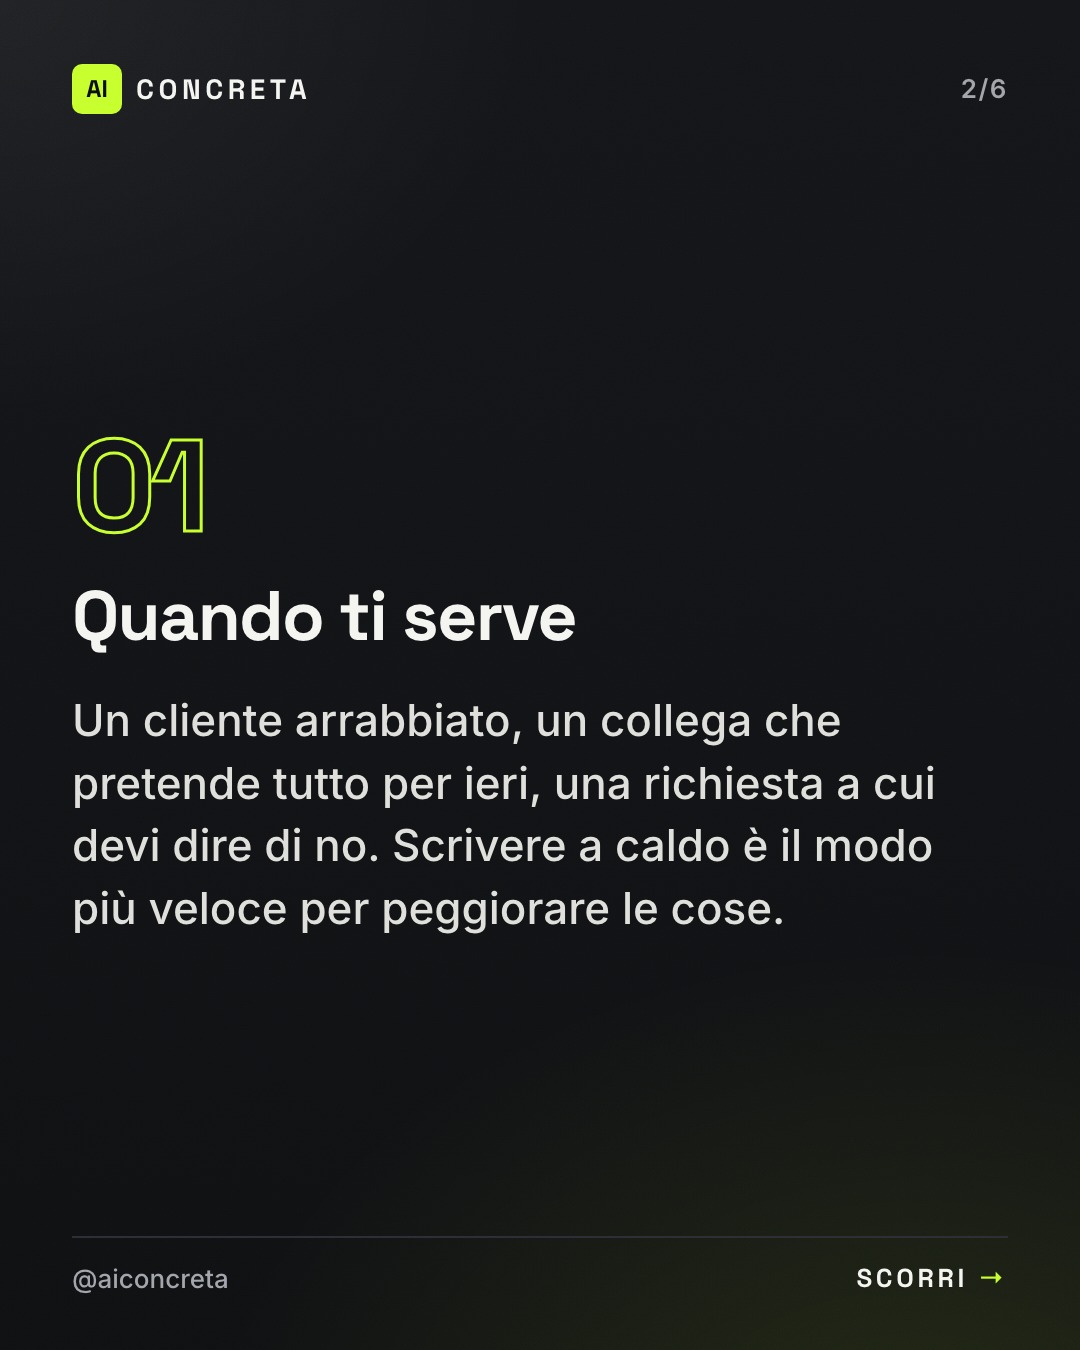 AI CONCRETA
2/6
01
Quando ti serve
Un cliente arrabbiato, un collega che
pretende tutto per ieri, una richiesta a cui
devi dire di no. Scrivere a caldo è il modo
più veloce per peggiorare le cose.
@aiconcreta
SCORRI →